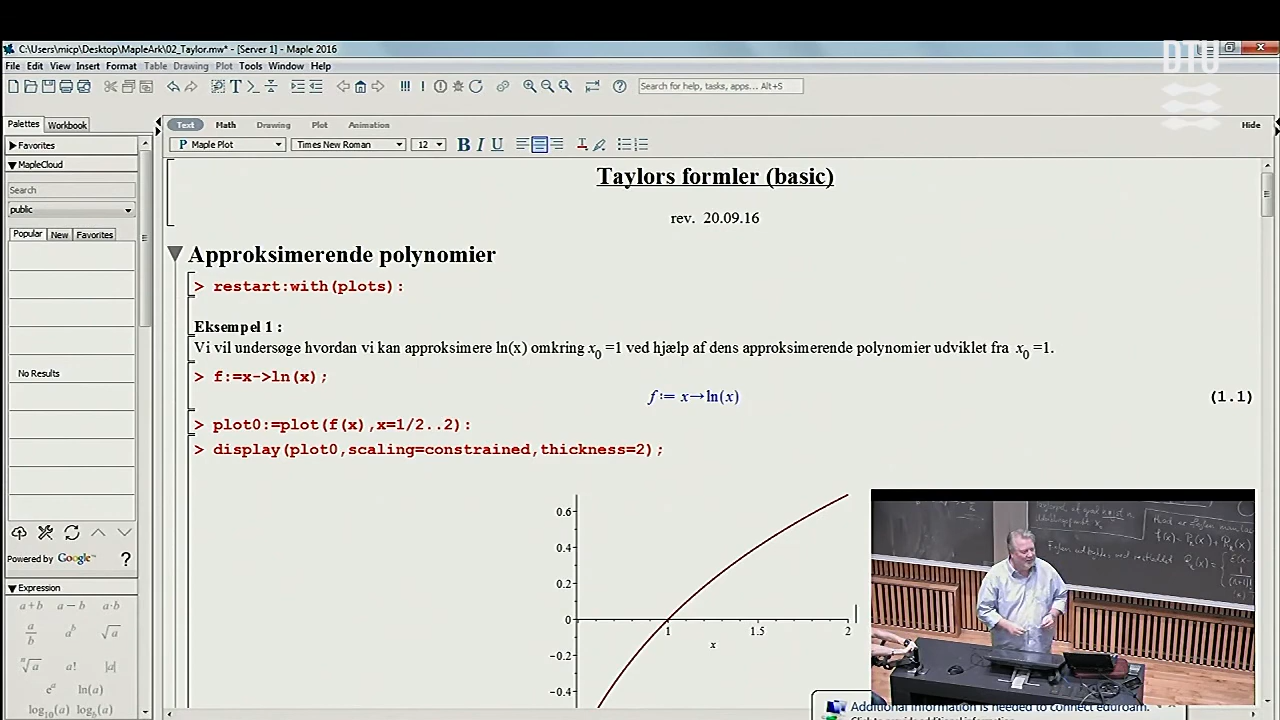 C:\Users\micp\Desktop\MapleArk\02_Taylor.mw* - [Server 1] - Maple 2016
DTU
File Edit View Insert Format Table Drawing Plot Tools Window Help
Search for help, tasks, apps... Alt+S
Palettes Workbook
Text Math Drawing Plot Animation Hide
P Maple Plot Times New Roman 12 B I U
Favorites
MapleCloud
Search
public
Popular New Favorites
No Results
Powered by Google™ ?
Expression
a+b a−b a·b
a/b a^b √a
ⁿ√a a! |a|
e^a ln(a)
log₁₀(a) log_b(a)
Taylors formler (basic)
rev. 20.09.16
Approksimerende polynomier
> restart:with(plots):
Eksempel 1 :
Vi vil undersøge hvordan vi kan approksimere ln(x) omkring x₀ =1 ved hjælp af dens approksimerende polynomier udviklet fra x₀ =1.
> f:=x->ln(x);
f := x→ln(x) (1.1)
> plot0:=plot(f(x),x=1/2..2):
> display(plot0,scaling=constrained,thickness=2);
0.6
0.4
0.2
0
−0.2
−0.4
1 1.5 2
x
Additional information is needed to connect eduroam.